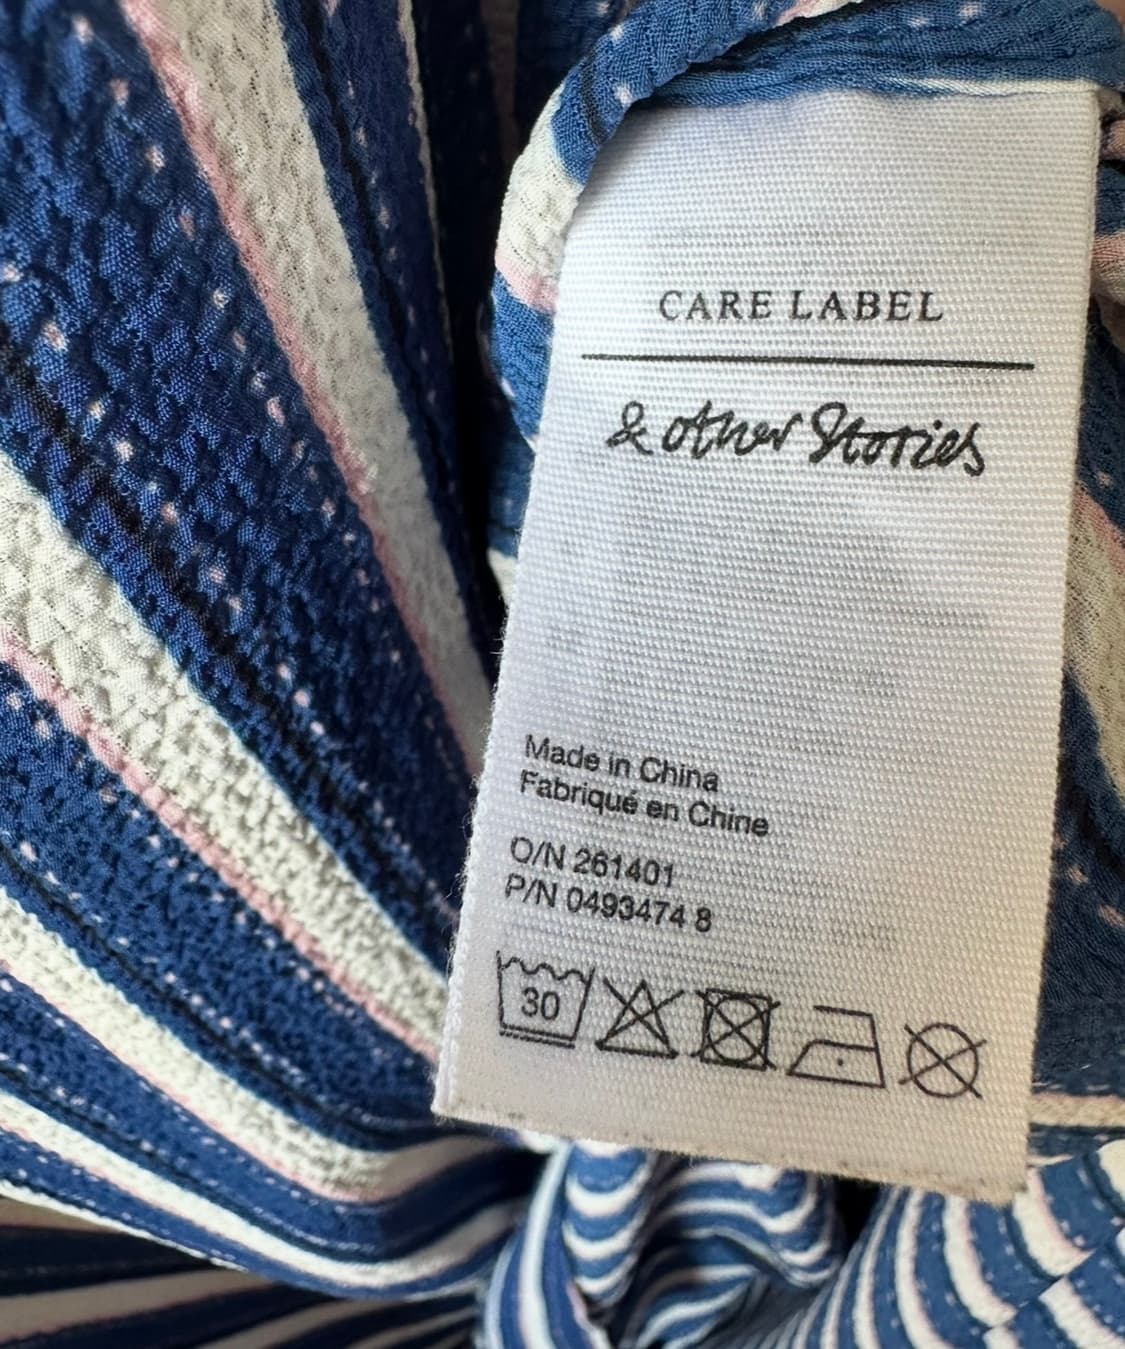 CARE LABEL
& other Stories
Made in China
Fabriqué en Chine
O/N 261401
P/N 0493474 8
30